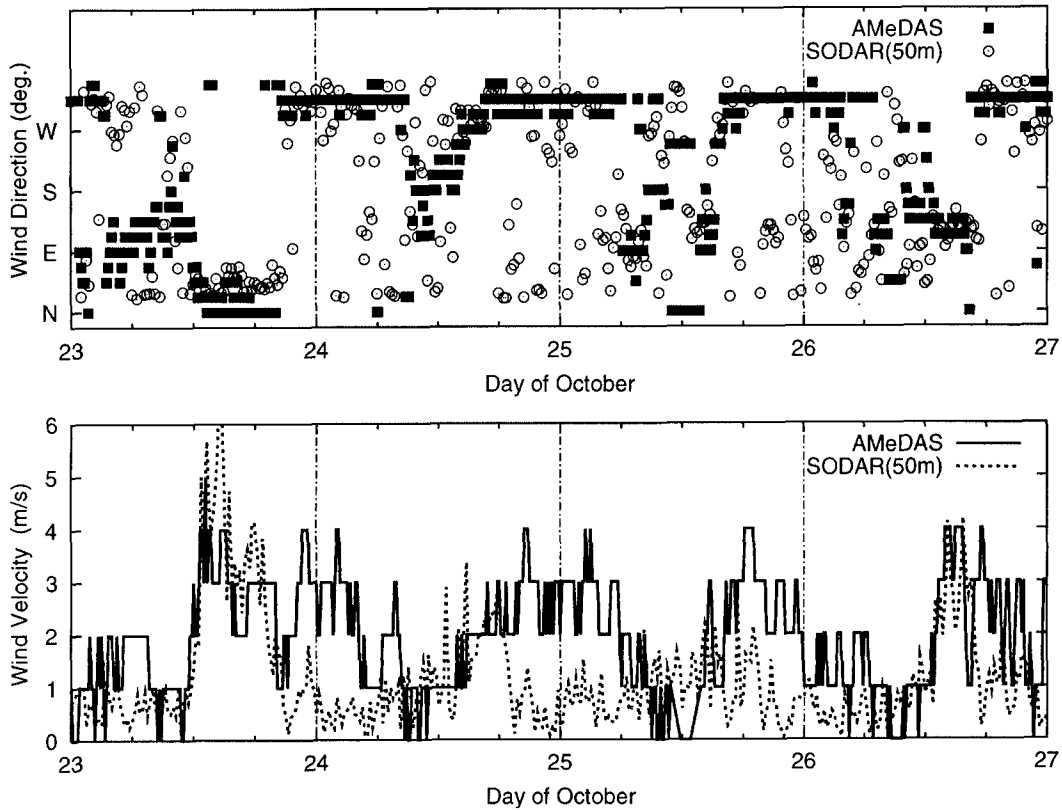 AMeDAS
SODAR(50m)
Wind Direction (deg.)
W
S
E
N
23 24 25 26 27
Day of October
AMeDAS
SODAR(50m)
Wind Velocity (m/s)
6
5
4
3
2
1
0
23 24 25 26 27
Day of October